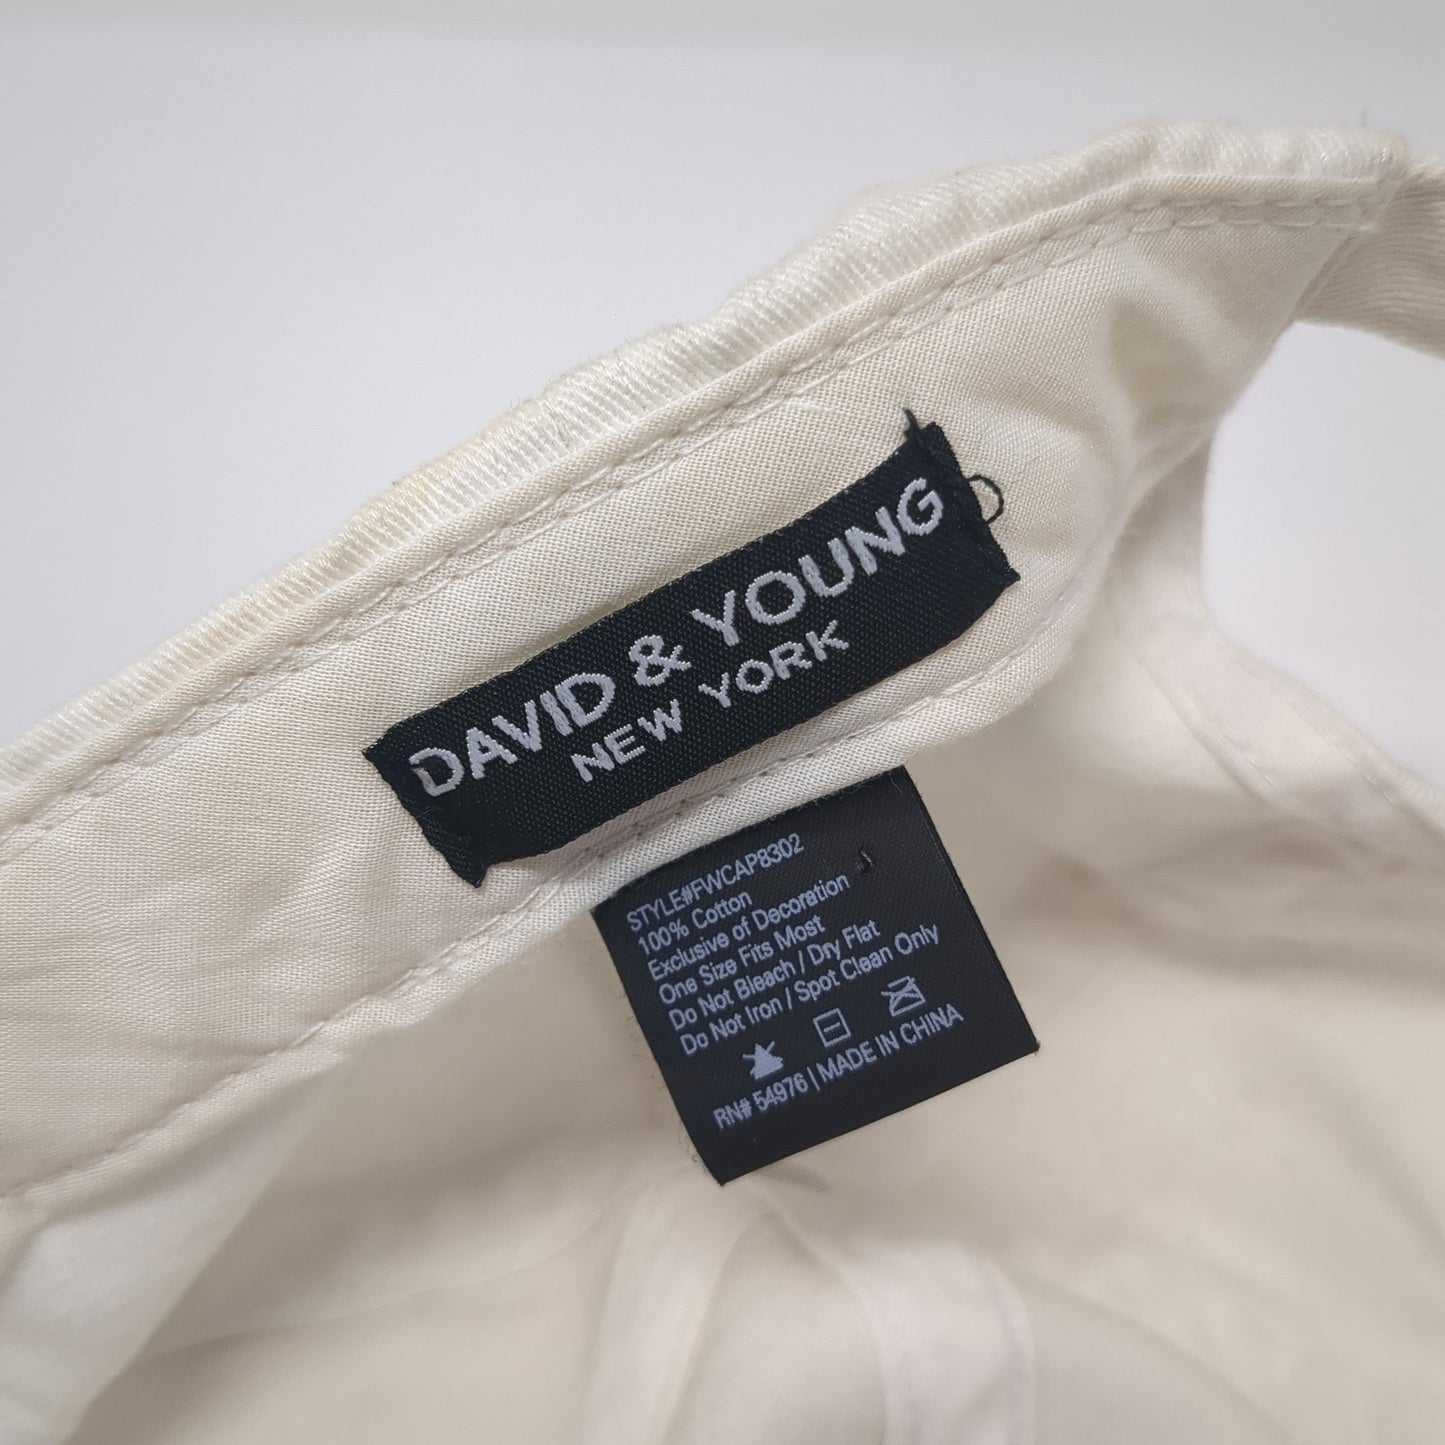 DAVID & YOUNG
NEW YORK
STYLE#FWCAP8302
100% Cotton
Exclusive of Decoration
One Size Fits Most
Do Not Bleach / Dry Flat
Do Not Iron / Spot Clean Only
RN# 54976 | MADE IN CHINA